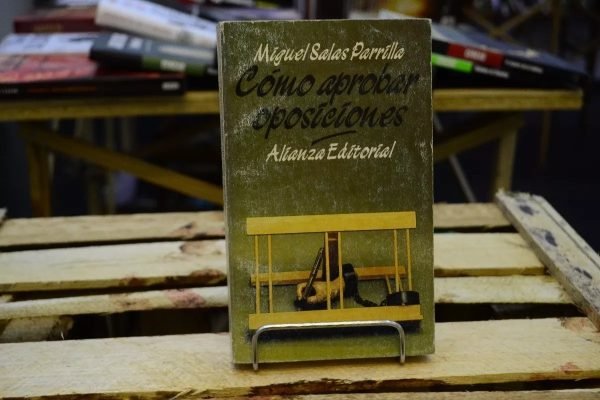 Miguel Salas Parrilla
Cómo aprobar
oposiciones
Alianza Editorial